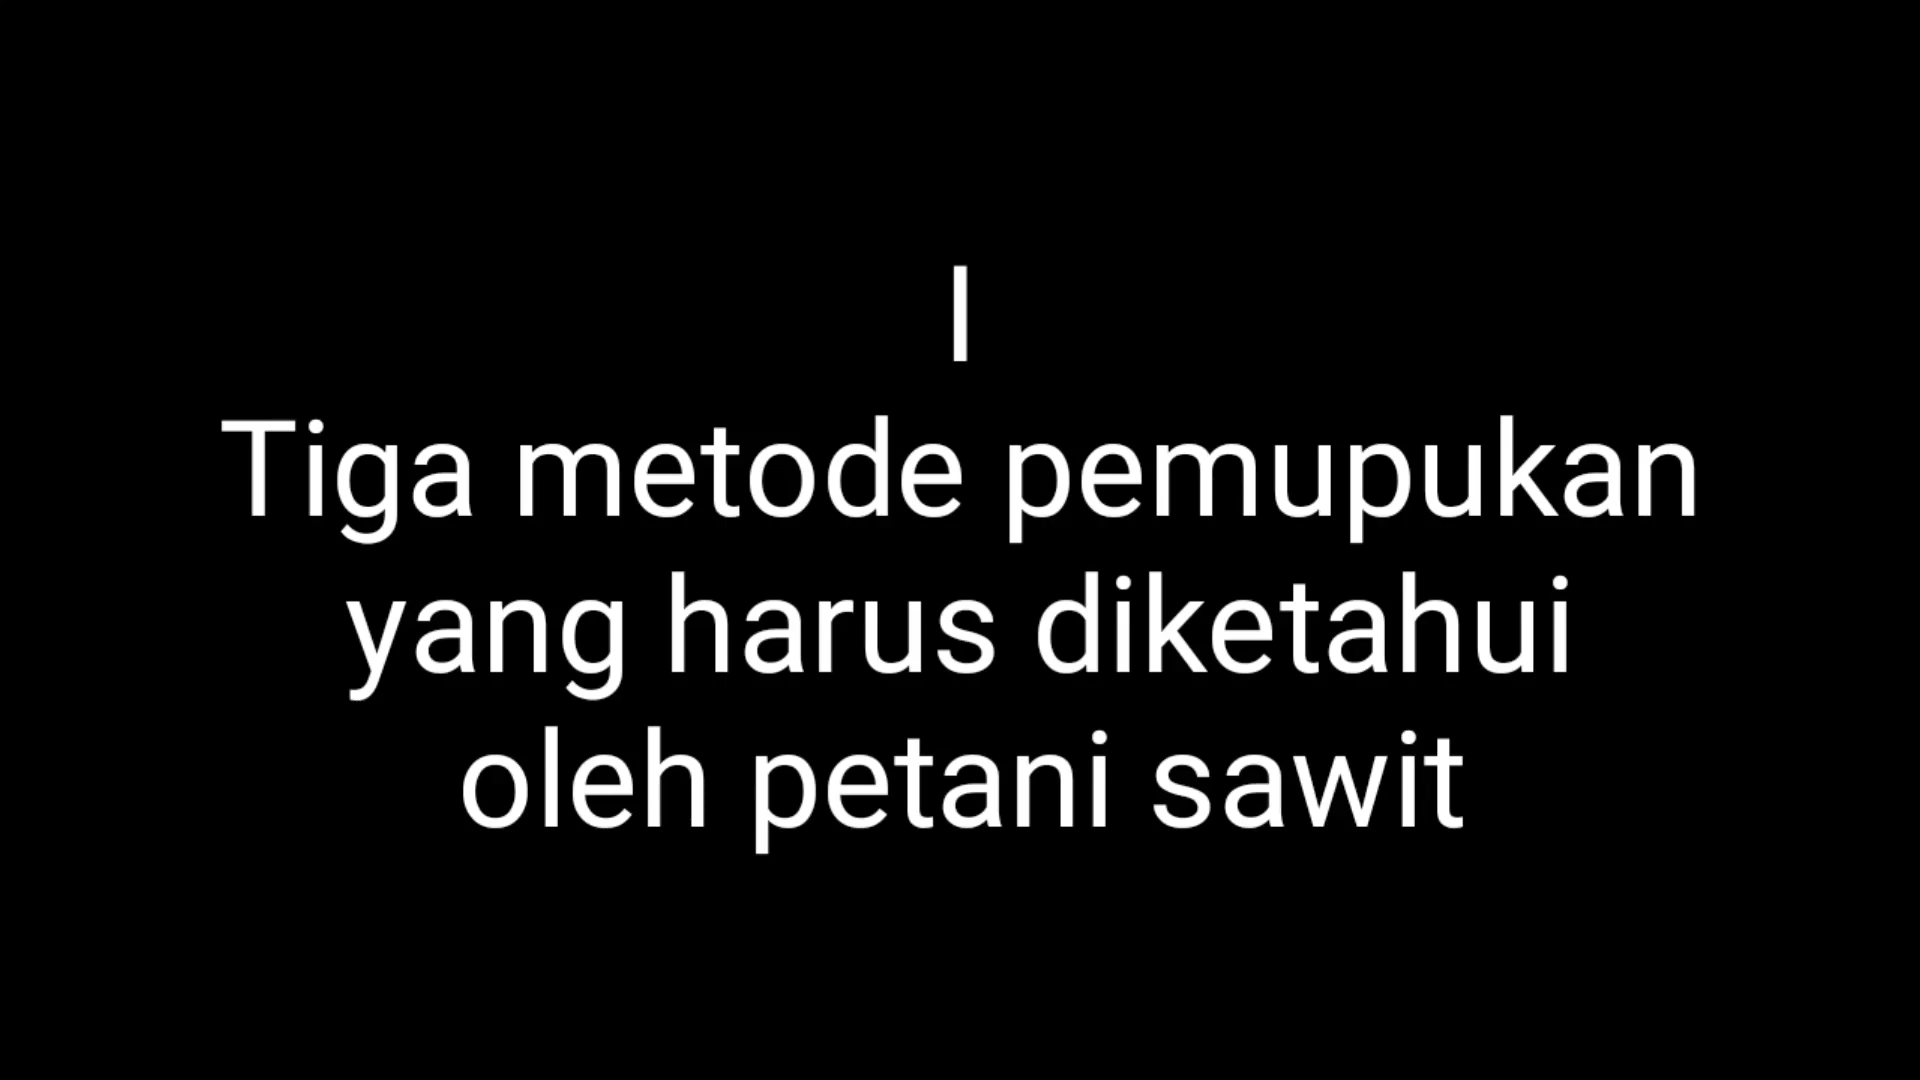 I
Tiga metode pemupukan
yang harus diketahui
oleh petani sawit